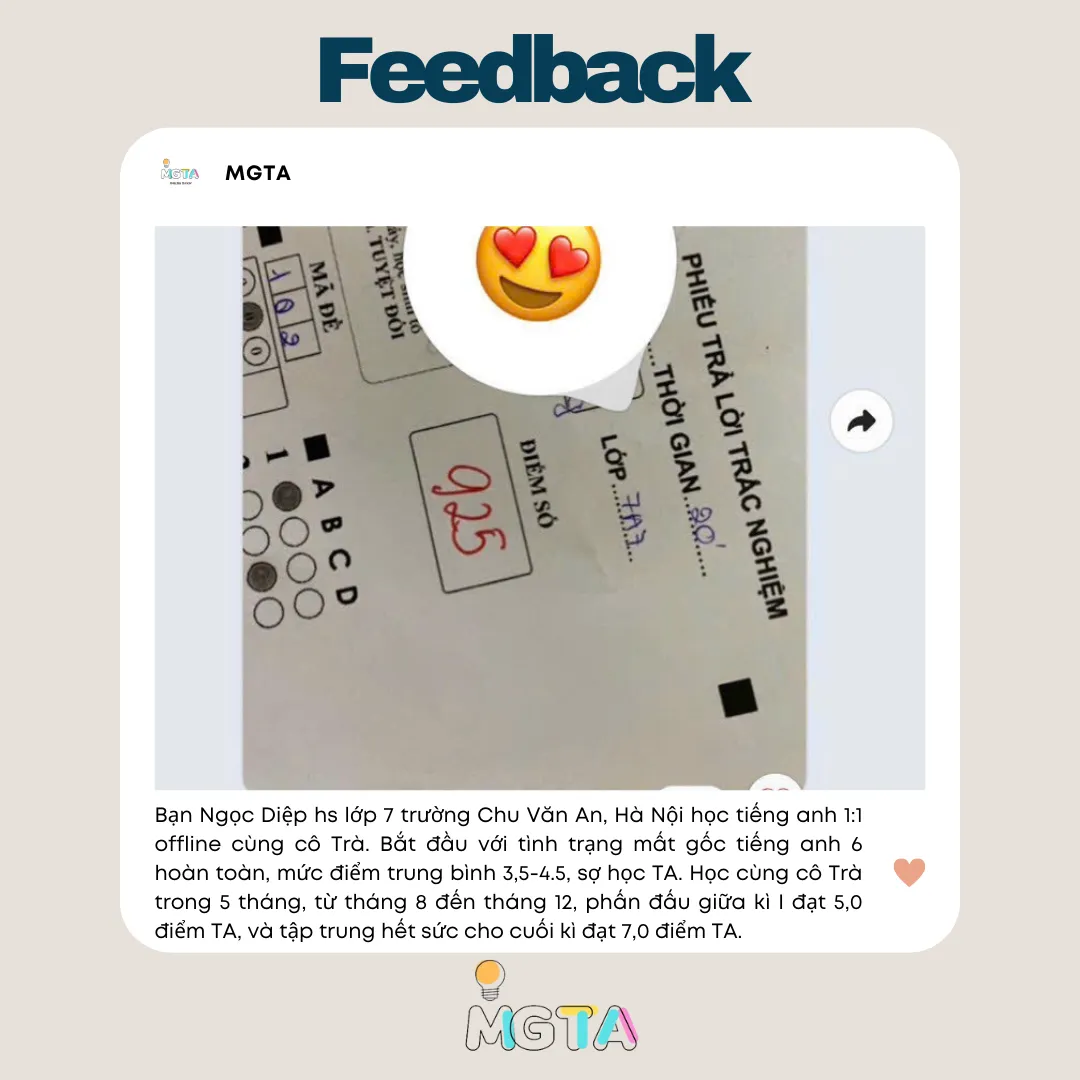 Feedback
MGTA
MGTA
PHIẾU TRẢ LỜI TRẮC NGHIỆM
THỜI GIAN 20'
LỚP 7A7
ĐIỂM SỐ
925
TUYỆT ĐỐI
MÃ ĐỀ
102
A B C D
1
Bạn Ngọc Diệp hs lớp 7 trường Chu Văn An, Hà Nội học tiếng anh 1:1
offline cùng cô Trà. Bắt đầu với tình trạng mất gốc tiếng anh 6
hoàn toàn, mức điểm trung bình 3,5-4.5, sợ học TA. Học cùng cô Trà
trong 5 tháng, từ tháng 8 đến tháng 12, phấn đấu giữa kì I đạt 5,0
điểm TA, và tập trung hết sức cho cuối kì đạt 7,0 điểm TA.
MGTA